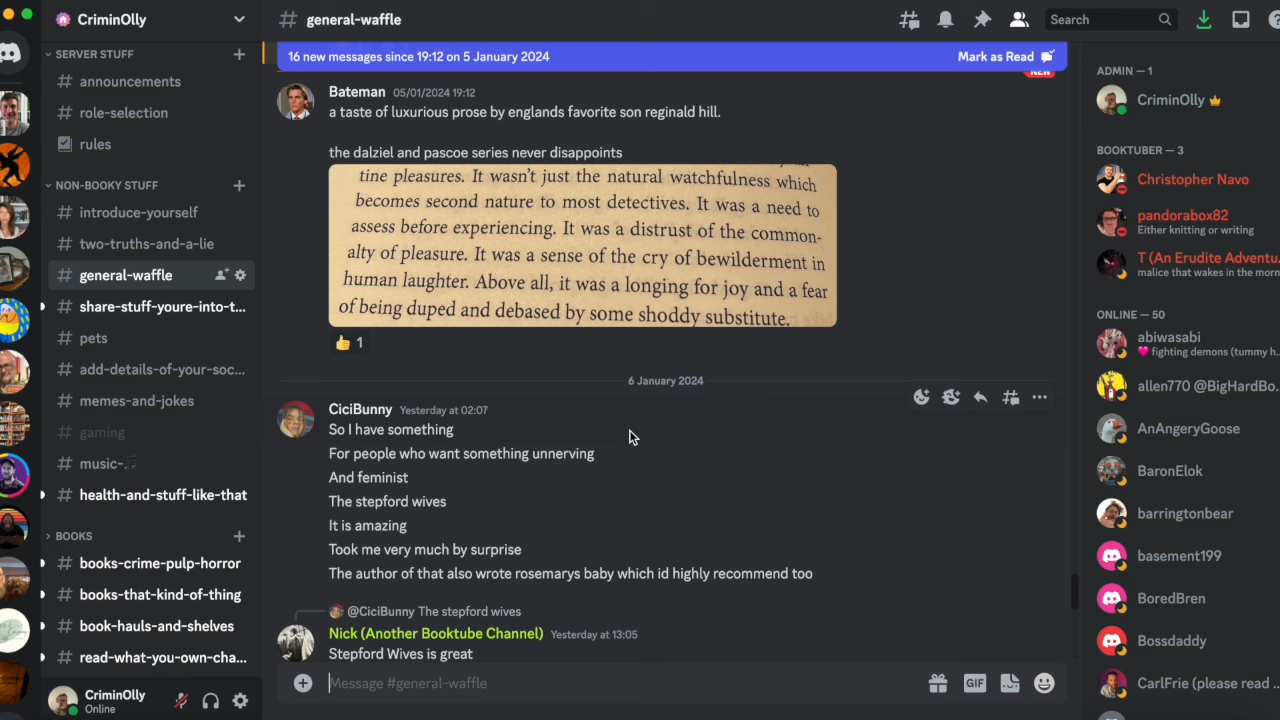 CriminOlly
SERVER STUFF
announcements
role-selection
rules
NON-BOOKY STUFF
introduce-yourself
two-truths-and-a-lie
general-waffle
share-stuff-youre-into-t...
pets
add-details-of-your-soc...
memes-and-jokes
gaming
music-🎵
health-and-stuff-like-that
BOOKS
books-crime-pulp-horror
books-that-kind-of-thing
book-hauls-and-shelves
read-what-you-own-cha...
CriminOlly
Online
general-waffle
Search
16 new messages since 19:12 on 5 January 2024
Mark as Read
NEW
Bateman 05/01/2024 19:12
a taste of luxurious prose by englands favorite son reginald hill.
the dalziel and pascoe series never disappoints
tine pleasures. It wasn't just the natural watchfulness which
becomes second nature to most detectives. It was a need to
assess before experiencing. It was a distrust of the common-
alty of pleasure. It was a sense of the cry of bewilderment in
human laughter. Above all, it was a longing for joy and a fear
of being duped and debased by some shoddy substitute.
👍 1
6 January 2024
CiciBunny Yesterday at 02:07
So I have something
For people who want something unnerving
And feminist
The stepford wives
It is amazing
Took me very much by surprise
The author of that also wrote rosemarys baby which id highly recommend too
@CiciBunny The stepford wives
Nick (Another Booktube Channel) Yesterday at 13:05
Stepford Wives is great
Message #general-waffle
GIF
ADMIN — 1
CriminOlly
BOOKTUBER — 3
Christopher Navo
pandorabox82
Either knitting or writing
T (An Erudite Adventu...
malice that wakes in the morn
ONLINE — 50
abiwasabi
💗 fighting demons (tummy h...
allen770 @BigHardBo...
AnAngeryGoose
BaronElok
barringtonbear
basement199
BoredBren
Bossdaddy
CarlFrie (please read ...